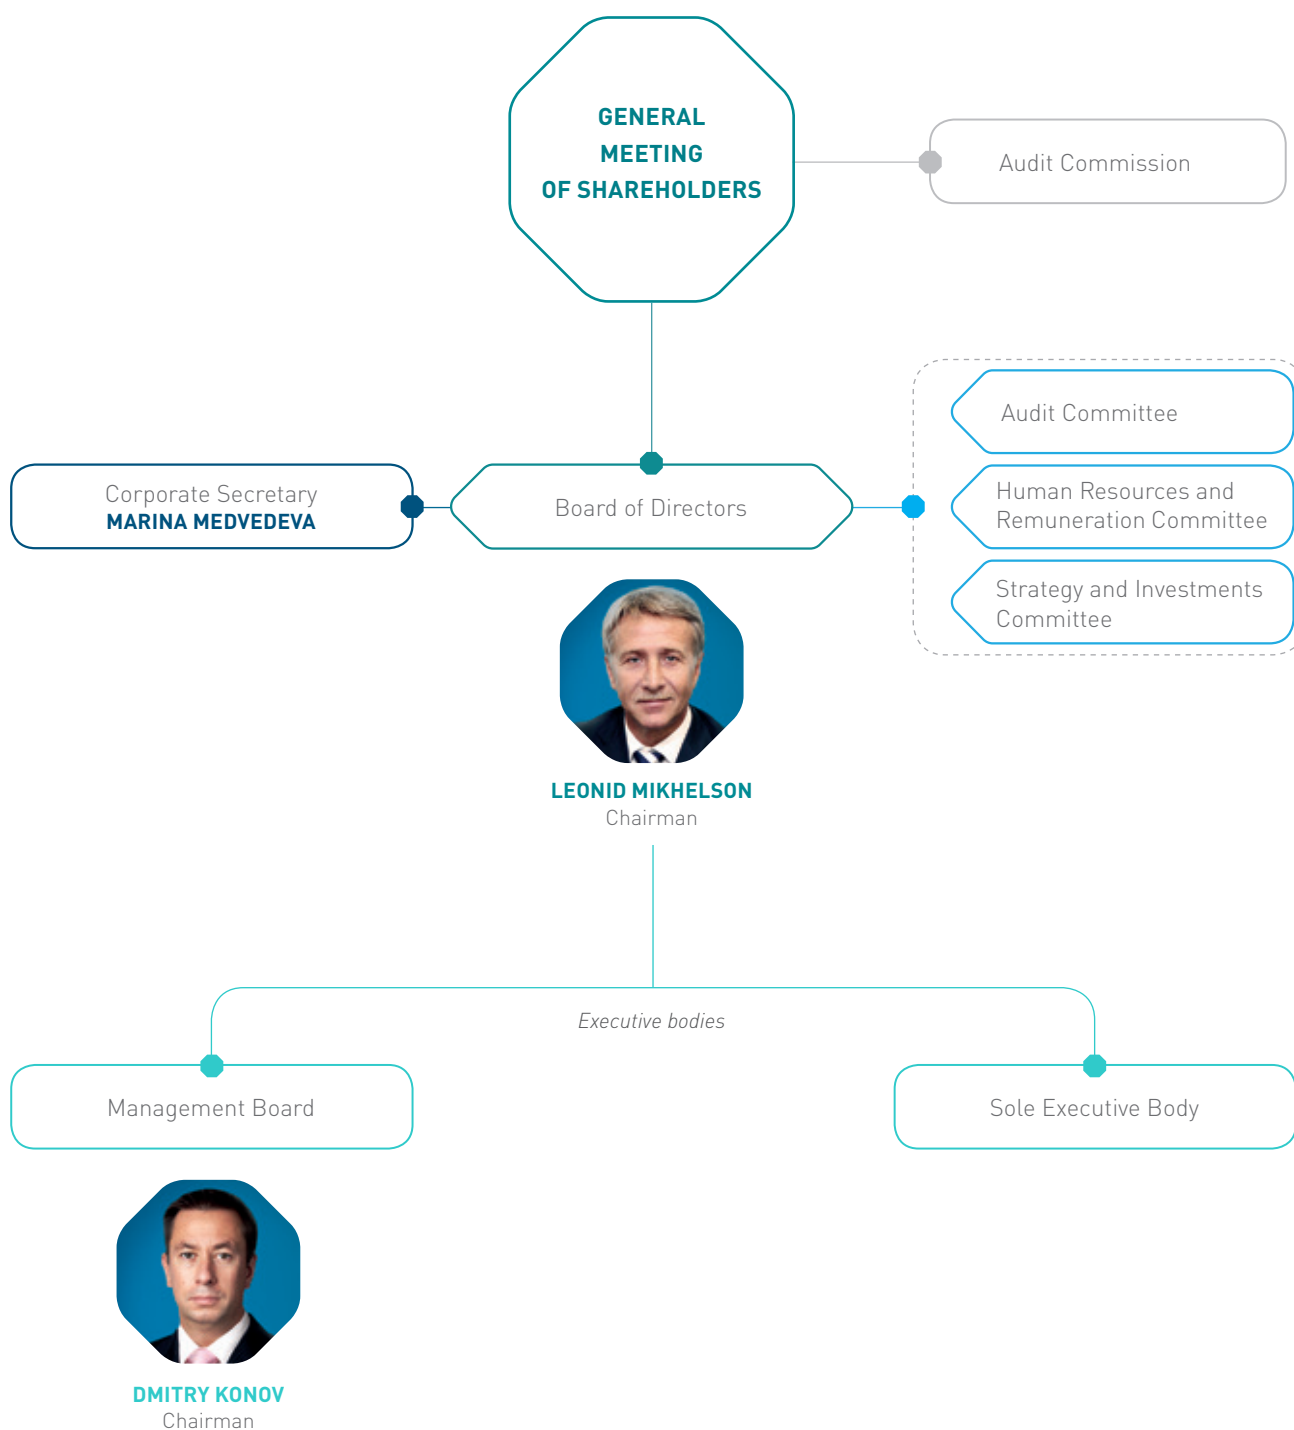 GENERAL
MEETING
OF SHAREHOLDERS
Audit Commission
Corporate Secretary
MARINA MEDVEDEVA
Board of Directors
Audit Committee
Human Resources and
Remuneration Committee
Strategy and Investments
Committee
LEONID MIKHELSON
Chairman
Executive bodies
Management Board
Sole Executive Body
DMITRY KONOV
Chairman